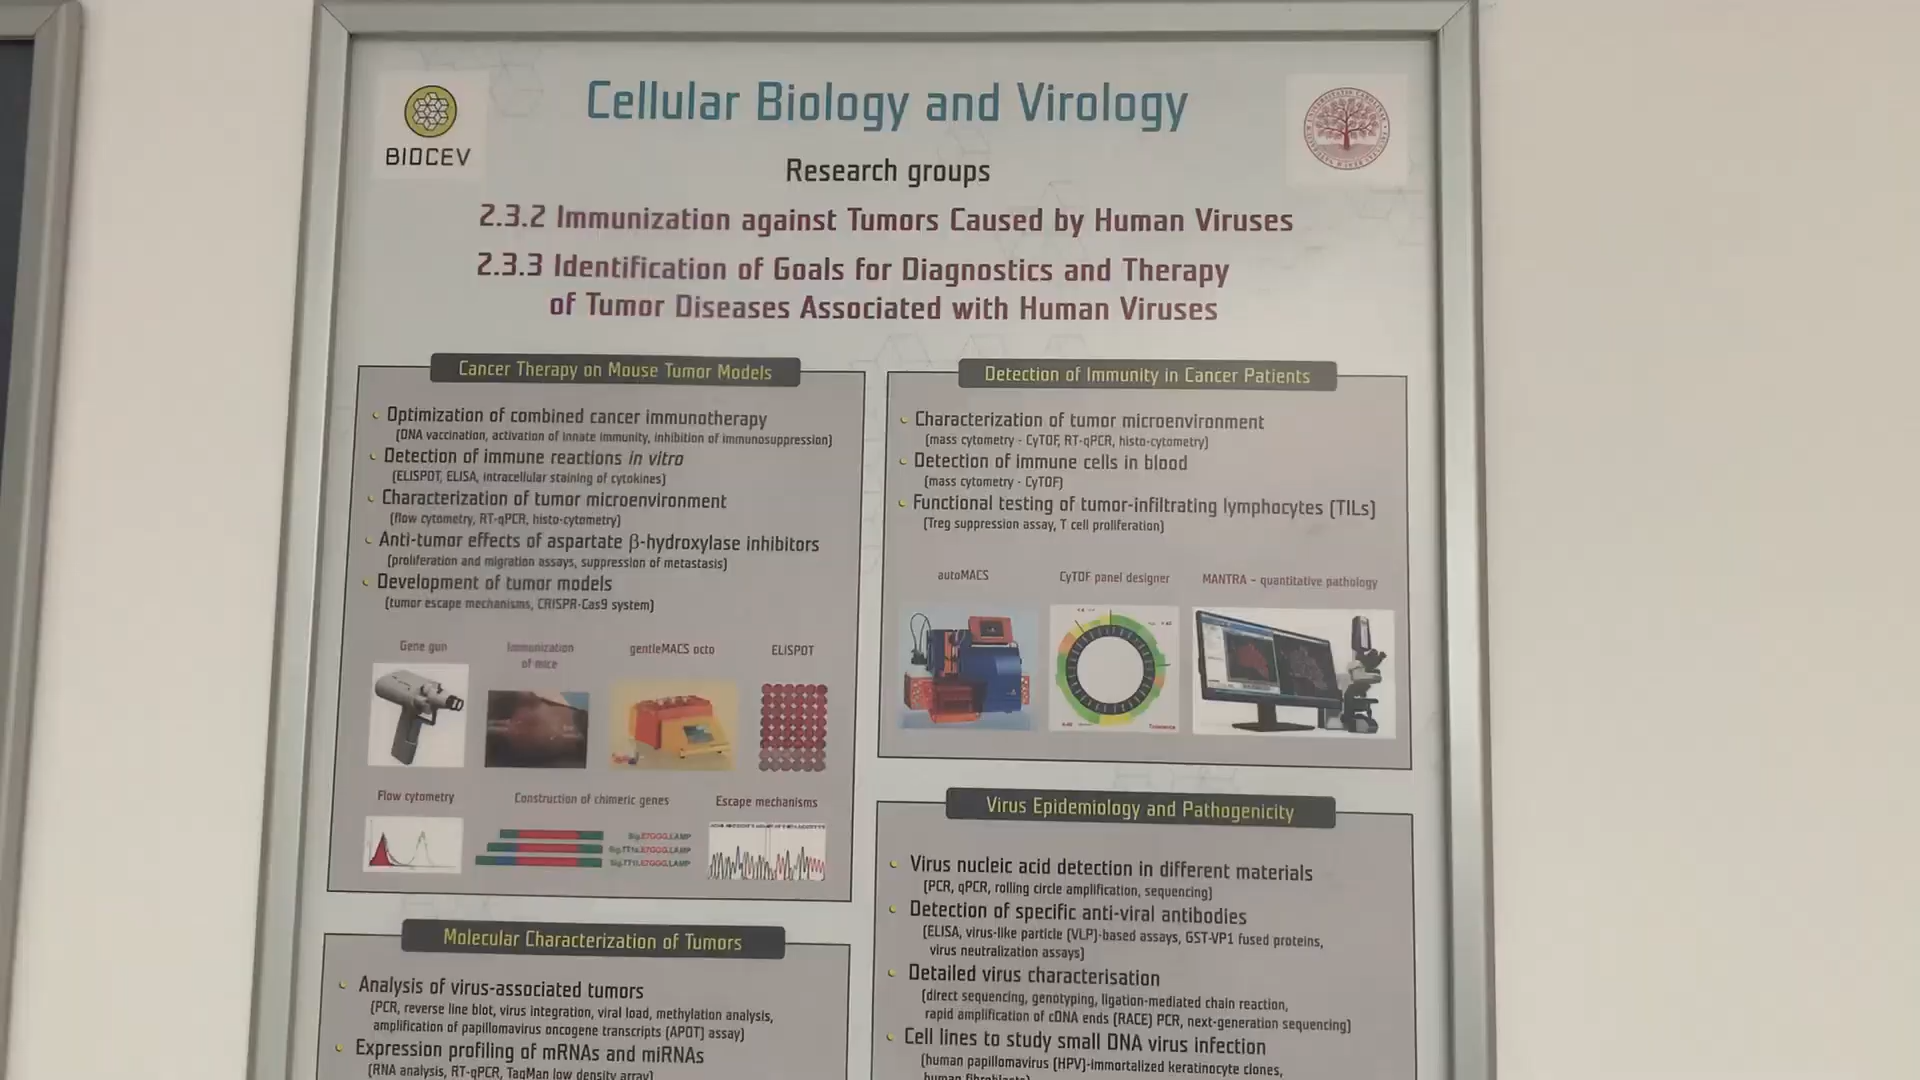 BIOCEV
Cellular Biology and Virology
Research groups
2.3.2 Immunization against Tumors Caused by Human Viruses
2.3.3 Identification of Goals for Diagnostics and Therapy
of Tumor Diseases Associated with Human Viruses
Cancer Therapy on Mouse Tumor Models
Optimization of combined cancer immunotherapy
(DNA vaccination, activation of innate immunity, inhibition of immunosuppression)
Detection of immune reactions in vitro
(ELISPOT, ELISA, intracellular staining of cytokines)
Characterization of tumor microenvironment
(flow cytometry, RT-qPCR, histo-cytometry)
Anti-tumor effects of aspartate β-hydroxylase inhibitors
(proliferation and migration assays, suppression of metastasis)
Development of tumor models
(tumor escape mechanisms, CRISPR-Cas9 system)
Gene gun
Immunization
of mice
gentleMACS octo
ELISPOT
Flow cytometry
Construction of chimeric genes
Escape mechanisms
Sig.E7GGG.LAMP
Detection of Immunity in Cancer Patients
Characterization of tumor microenvironment
(mass cytometry - CyTOF, RT-qPCR, histo-cytometry)
Detection of immune cells in blood
(mass cytometry - CyTOF)
Functional testing of tumor-infiltrating lymphocytes (TILs)
(Treg suppression assay, T cell proliferation)
autoMACS
CyTOF panel designer
MANTRA – quantitative pathology
Molecular Characterization of Tumors
Analysis of virus-associated tumors
(PCR, reverse line blot, virus integration, viral load, methylation analysis,
amplification of papillomavirus oncogene transcripts (APOT) assay)
Expression profiling of mRNAs and miRNAs
(RNA analysis, RT-qPCR, TaqMan low density array)
Virus Epidemiology and Pathogenicity
Virus nucleic acid detection in different materials
(PCR, qPCR, rolling circle amplification, sequencing)
Detection of specific anti-viral antibodies
(ELISA, virus-like particle (VLP)-based assays, GST-VP1 fused proteins,
virus neutralization assays)
Detailed virus characterisation
(direct sequencing, genotyping, ligation-mediated chain reaction,
rapid amplification of cDNA ends (RACE) PCR, next-generation sequencing)
Cell lines to study small DNA virus infection
(human papillomavirus (HPV)-immortalized keratinocyte clones,
human fibroblasts)